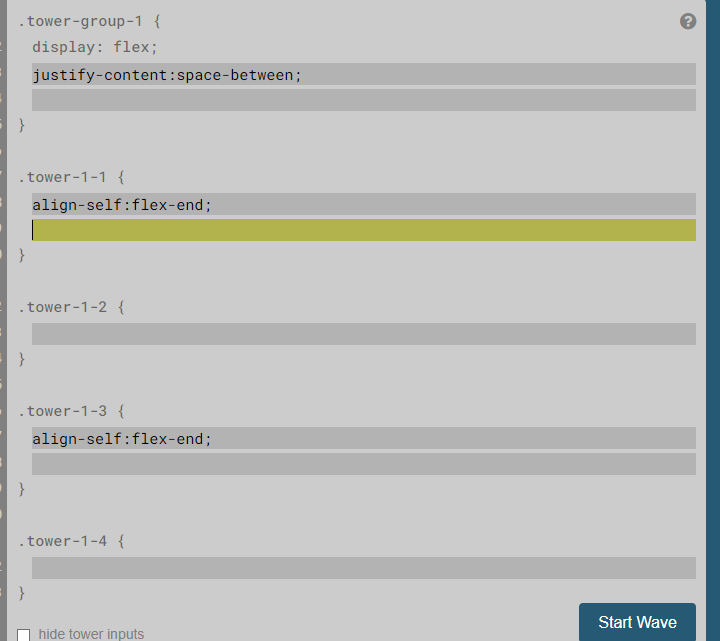 .tower-group-1 {
display: flex;
justify-content:space-between;
}
.tower-1-1 {
align-self:flex-end;
}
.tower-1-2 {
}
.tower-1-3 {
align-self:flex-end;
}
.tower-1-4 {
}
hide tower inputs
Start Wave
?